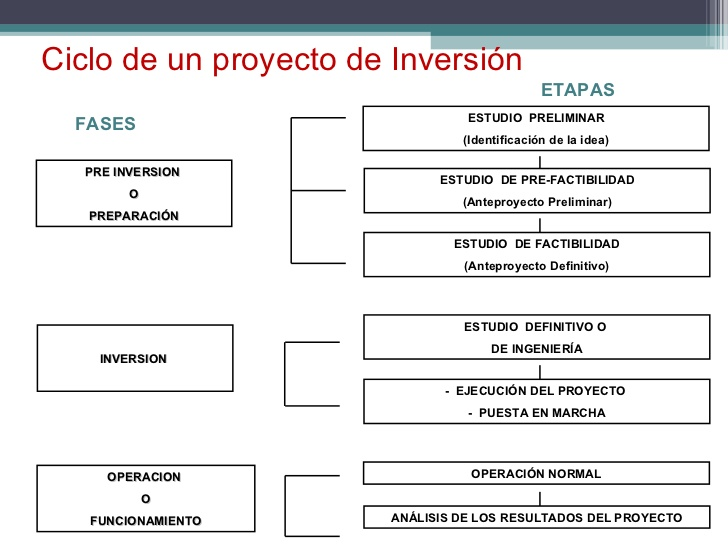 Ciclo de un proyecto de Inversión
ETAPAS
FASES
PRE INVERSION
O
PREPARACIÓN
ESTUDIO PRELIMINAR
(Identificación de la idea)
ESTUDIO DE PRE-FACTIBILIDAD
(Anteproyecto Preliminar)
ESTUDIO DE FACTIBILIDAD
(Anteproyecto Definitivo)
INVERSION
ESTUDIO DEFINITIVO O
DE INGENIERÍA
- EJECUCIÓN DEL PROYECTO
- PUESTA EN MARCHA
OPERACION
O
FUNCIONAMIENTO
OPERACIÓN NORMAL
ANÁLISIS DE LOS RESULTADOS DEL PROYECTO